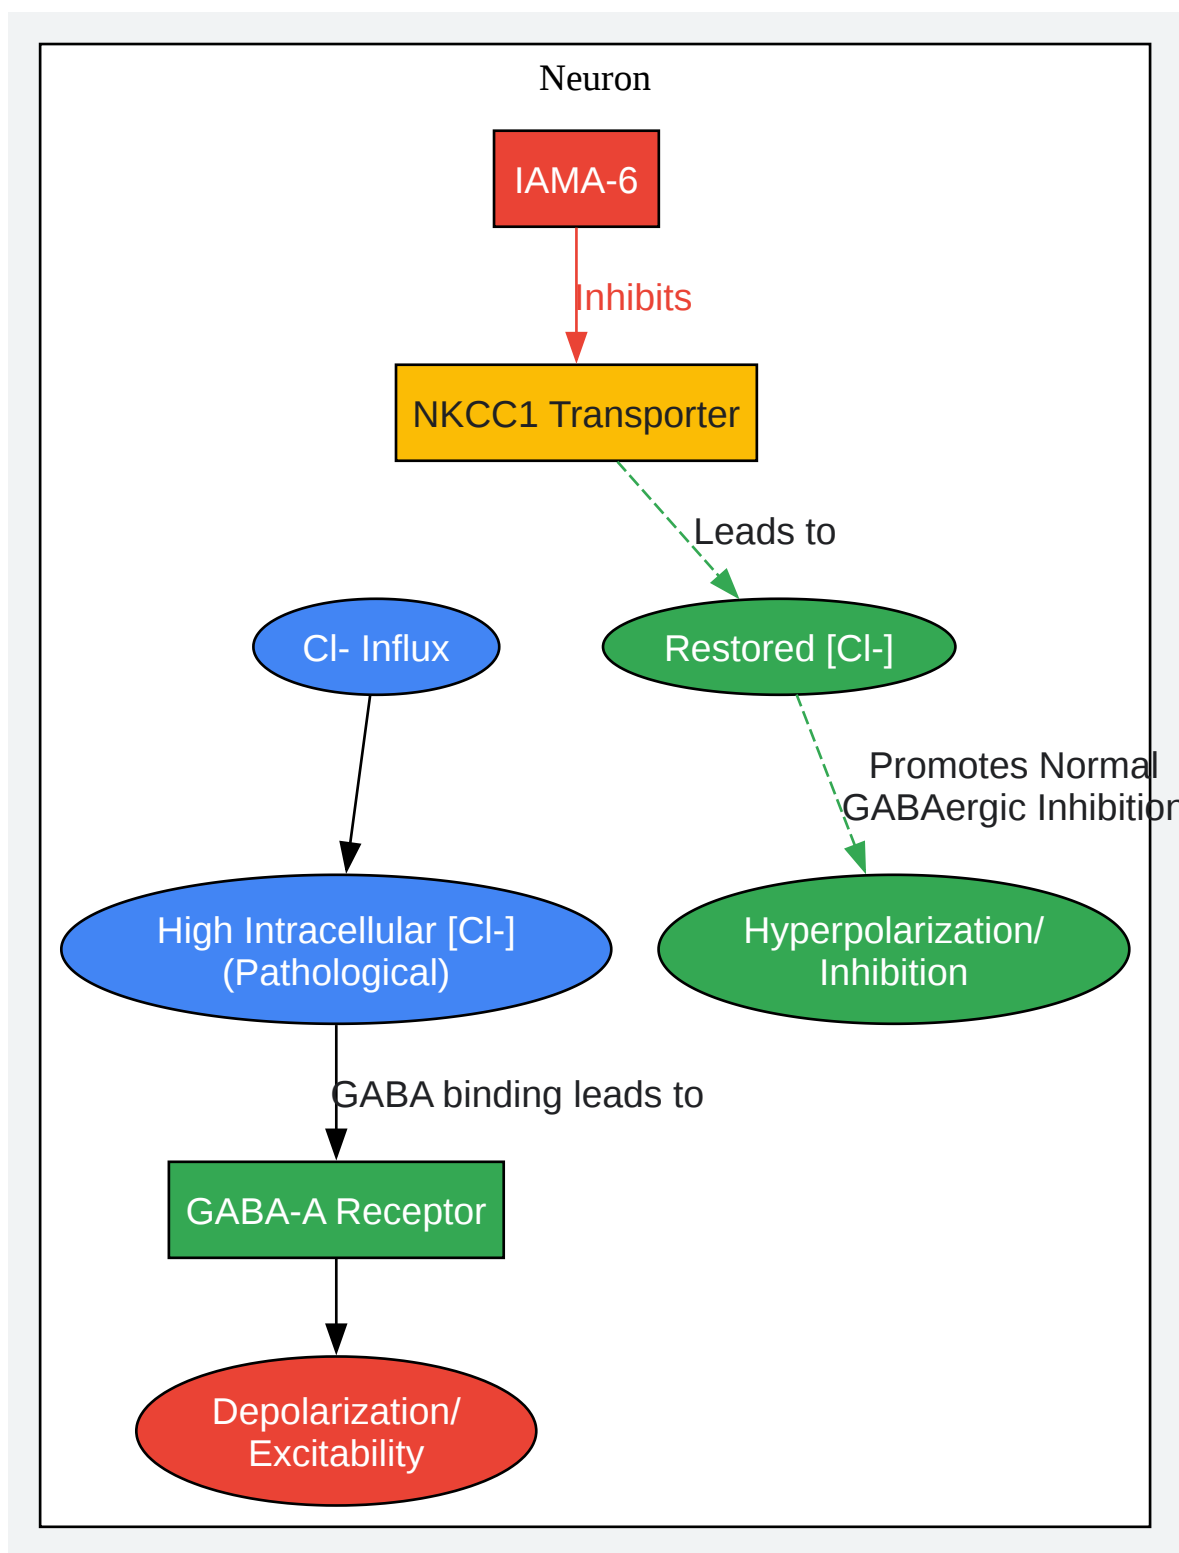 Neuron
IAMA-6
Inhibits
NKCC1 Transporter
Leads to
Cl- Influx
Restored [Cl-]
Promotes Normal
GABAergic Inhibition
High Intracellular [Cl-]
(Pathological)
Hyperpolarization/
Inhibition
GABA binding leads to
GABA-A Receptor
Depolarization/
Excitability